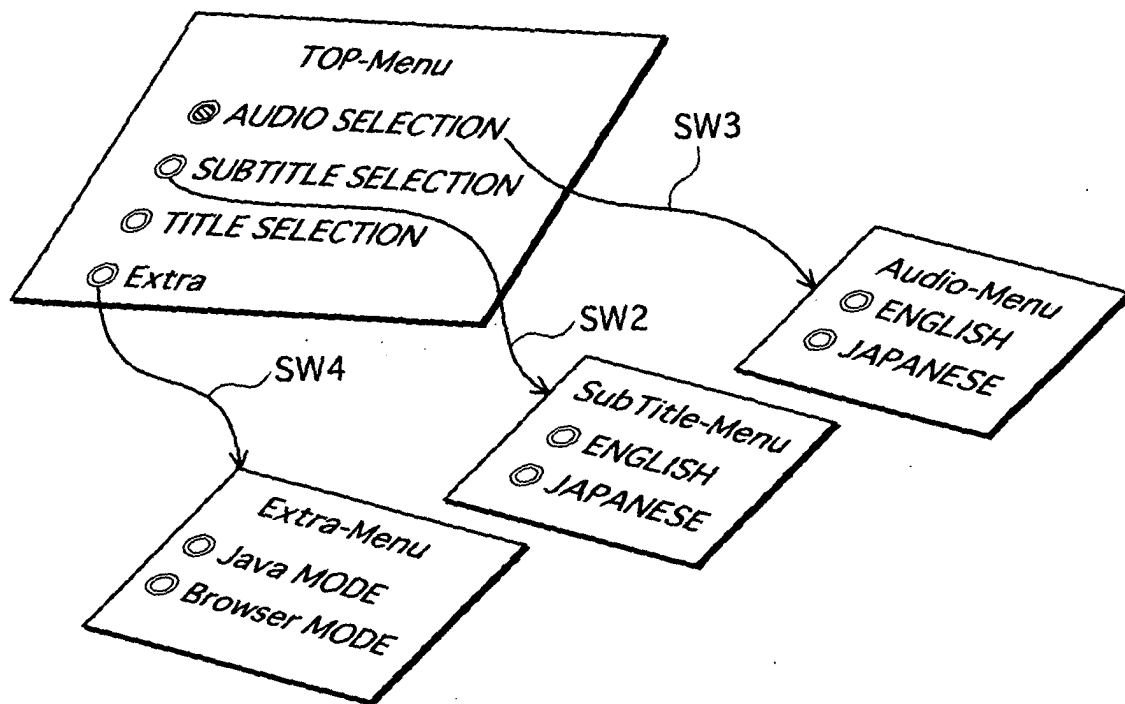 TOP-Menu
AUDIO SELECTION
SUBTITLE SELECTION
TITLE SELECTION
Extra
SW3
SW2
SW4
Audio-Menu
ENGLISH
JAPANESE
SubTitle-Menu
ENGLISH
JAPANESE
Extra-Menu
Java MODE
Browser MODE